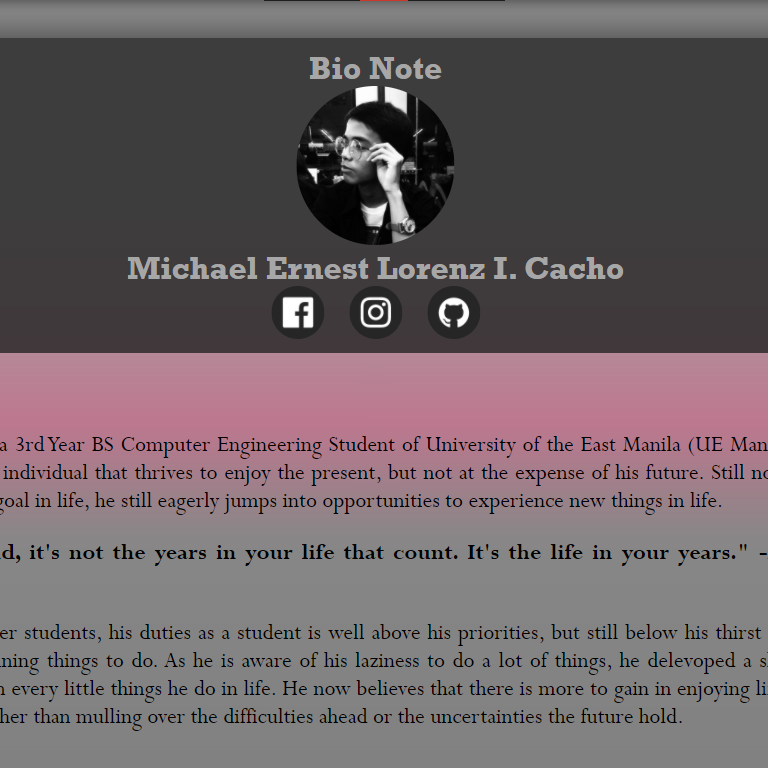 Bio Note
Michael Ernest Lorenz I. Cacho
a 3rd Year BS Computer Engineering Student of University of the East Manila (UE
individual that thrives to enjoy the present, but not at the expense of his future. Still
goal in life, he still eagerly jumps into opportunities to experience new things in life.
it's not the years in your life that count. It's the life in your years." -
students, his duties as a student is well above his priorities, but still below his thirst
things to do. As he is aware of his laziness to do a lot of things, he delevoped a
every little things he do in life. He now believes that there is more to gain in enjoying
than mulling over the difficulties ahead or the uncertainties the future hold.